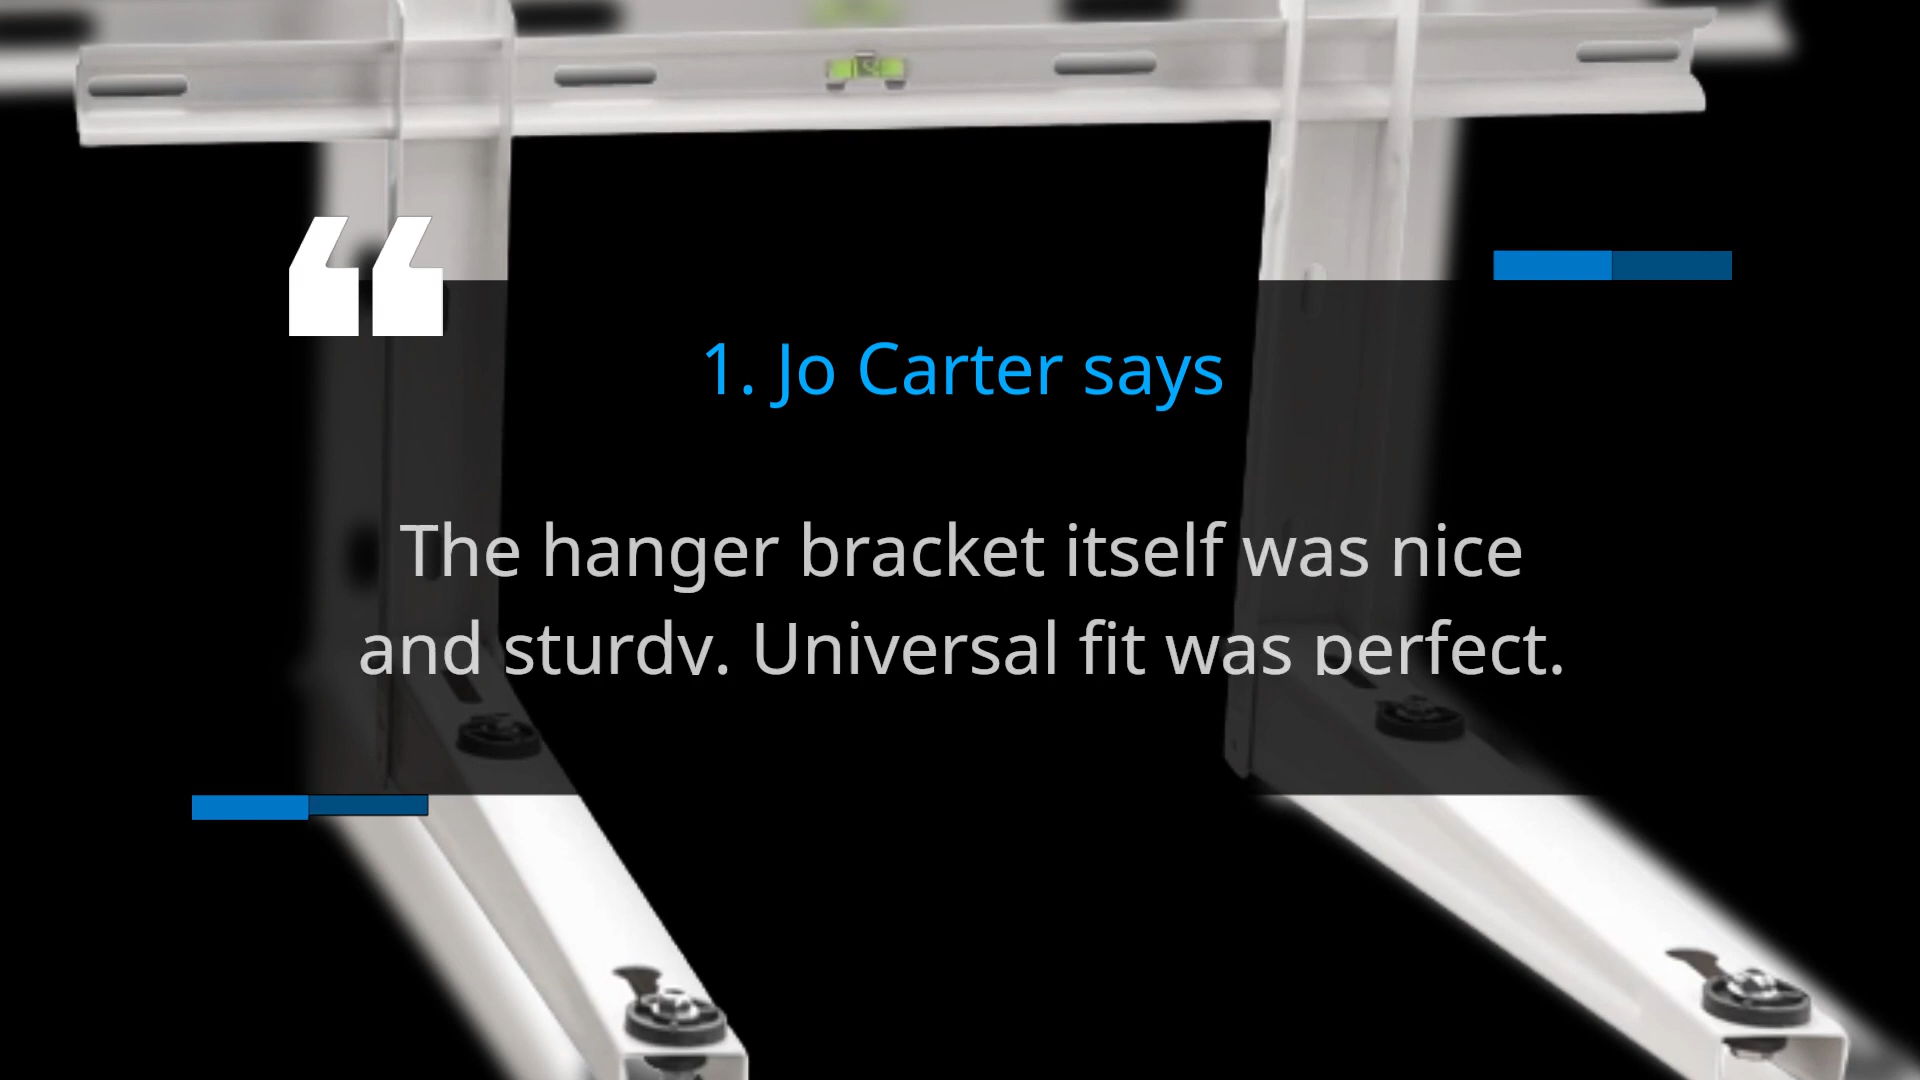 “
1. Jo Carter says
The hanger bracket itself was nice
and sturdy. Universal fit was perfect.